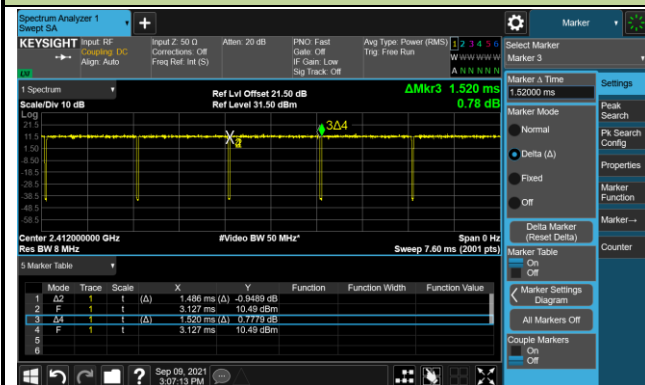 Spectrum Analyzer 1
Swept SA
+
Marker
KEYSIGHT
Input: RF
Coupling: DC
Align: Auto
Input Z: 50 Ω
Corrections: Off
Freq Ref: Int (S)
Atten: 20 dB
PNO: Fast
Gate: Off
IF Gain: Low
Sig Track: Off
Avg Type: Power (RMS)
Trig: Free Run
1 2 3 4 5 6
W W W W W W
A N N N N N
Select Marker
Marker 3
LW
1 Spectrum
Scale/Div 10 dB
Log
Ref Lvl Offset 21.50 dB
Ref Level 31.50 dBm
ΔMkr3 1.520 ms
0.78 dB
21.5
11.5
1.50
-8.50
-18.5
-28.5
-38.5
-48.5
-58.5
3Δ4
Center 2.412000000 GHz
Res BW 8 MHz
#Video BW 50 MHz*
Span 0 Hz
Sweep 7.60 ms (2001 pts)
5 Marker Table
Mode Trace Scale X Y Function Function Width Function Value
1 Δ2 1 t (Δ) 1.486 ms (Δ) -0.9489 dB
2 F 1 t 3.127 ms 10.49 dBm
3 Δ4 1 t (Δ) 1.520 ms (Δ) 0.7779 dB
4 F 1 t 3.127 ms 10.49 dBm
5
6
Marker Δ Time
1.52000 ms
Marker Mode
Normal
Delta (Δ)
Fixed
Off
Delta Marker
(Reset Delta)
Marker Table
On
Off
Marker Settings
Diagram
All Markers Off
Couple Markers
On
Off
Settings
Peak
Search
Pk Search
Config
Properties
Marker
Function
Marker→
Counter
?
Sep 09, 2021
3:07:13 PM